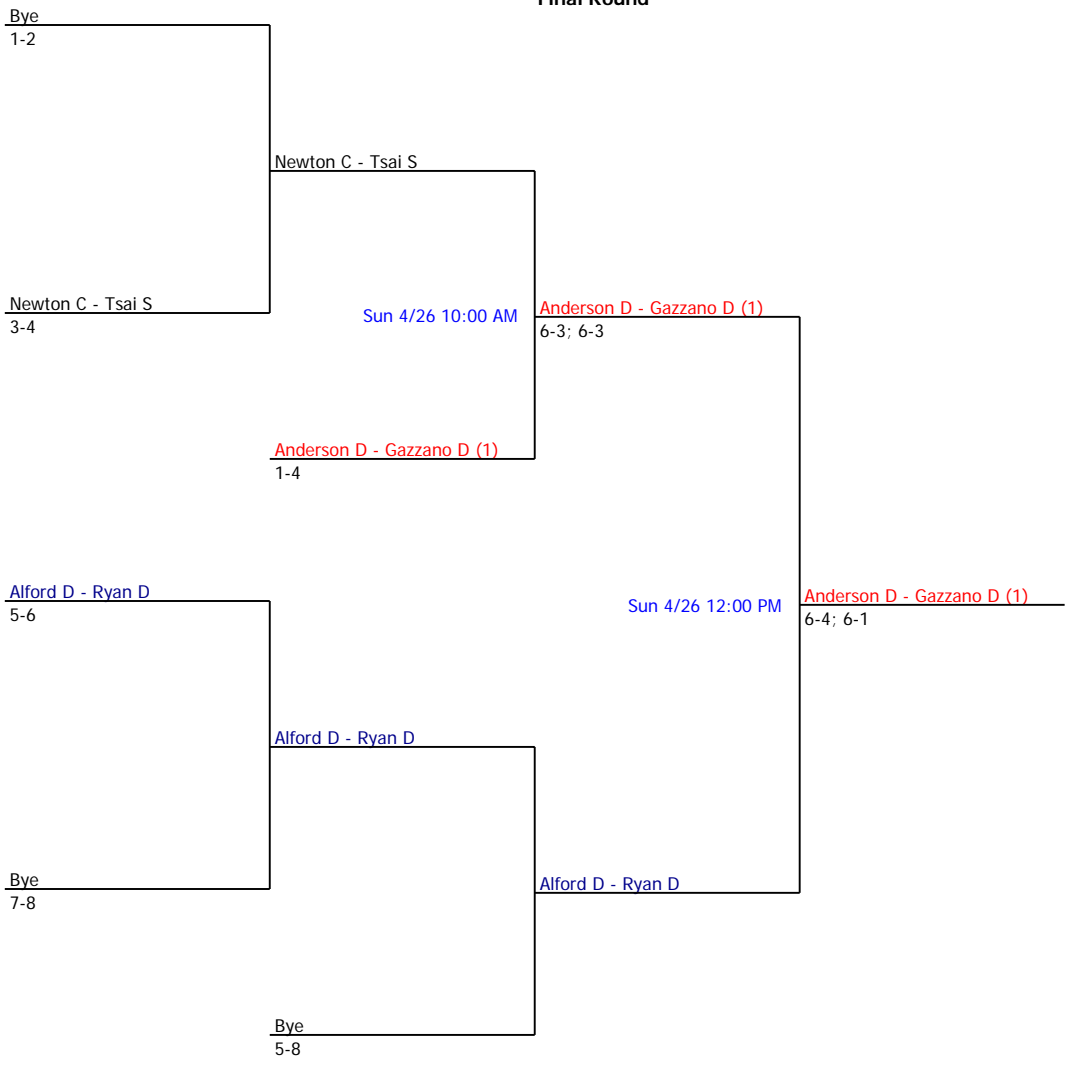 Final Round
Bye
1-2
Newton C - Tsai S
Newton C - Tsai S
3-4
Sun 4/26 10:00 AM
Anderson D - Gazzano D (1)
6-3; 6-3
Anderson D - Gazzano D (1)
1-4
Alford D - Ryan D
5-6
Sun 4/26 12:00 PM
Anderson D - Gazzano D (1)
6-4; 6-1
Alford D - Ryan D
Bye
7-8
Alford D - Ryan D
Bye
5-8